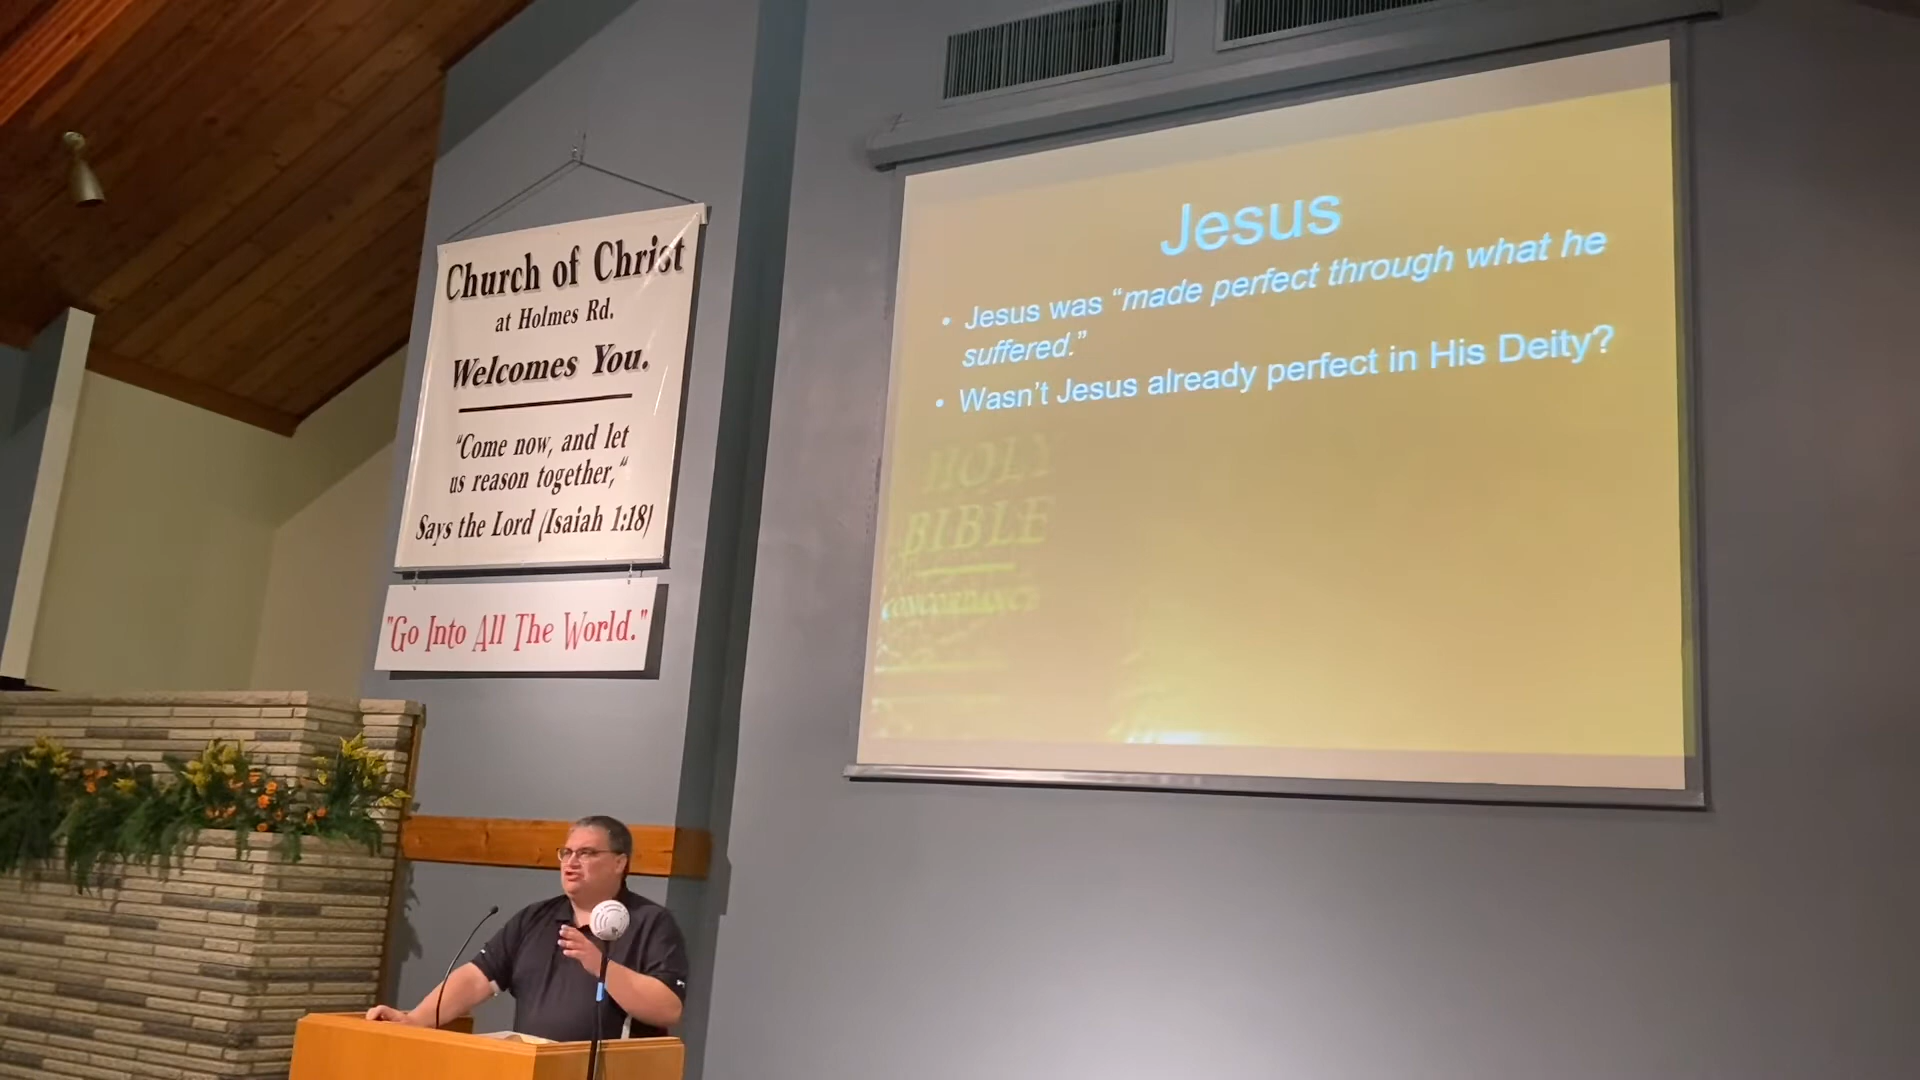 Church of Christ
at Holmes Rd.
Welcomes You.
"Come now, and let
us reason together,"
Says the Lord (Isaiah 1:18)
"Go Into All The World."
Jesus
• Jesus was "made perfect through what he
suffered."
• Wasn't Jesus already perfect in His Deity?
HOLY
BIBLE
CONCORDANCE